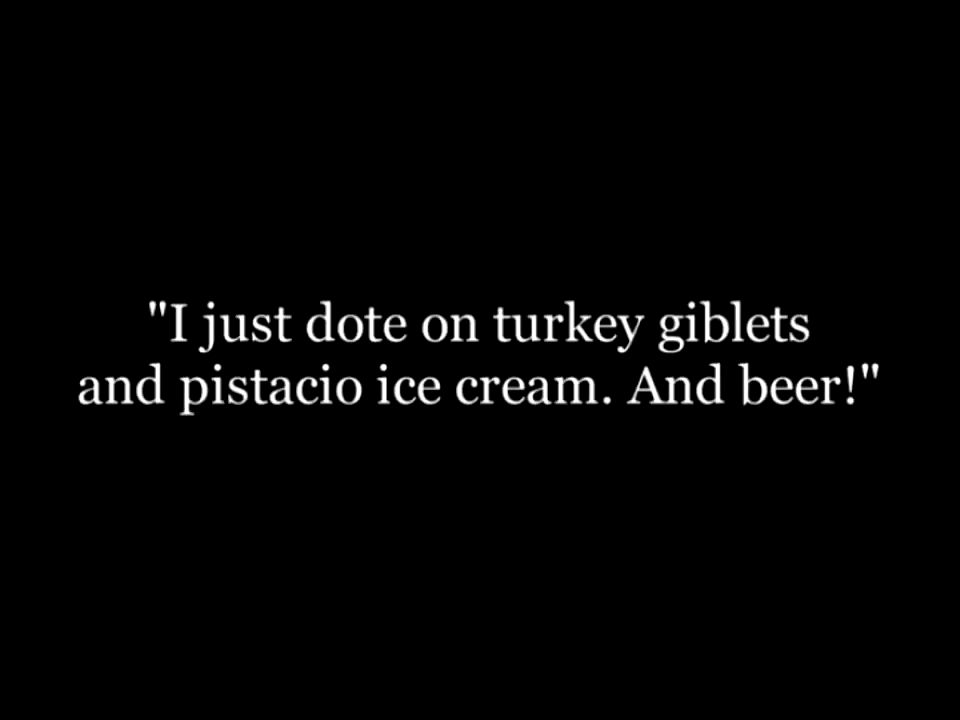 "I just dote on turkey giblets
and pistacio ice cream. And beer!"